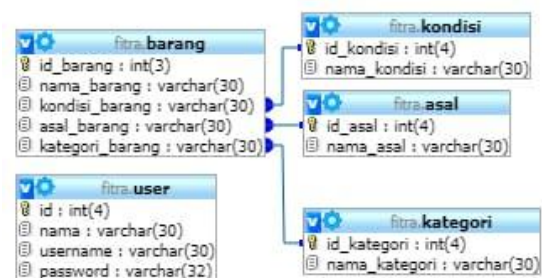 fitra.barang
id_barang : int(3)
nama_barang : varchar(30)
kondisi_barang : varchar(30)
asal_barang : varchar(30)
kategori_barang : varchar(30)
fitra.user
id : int(4)
nama : varchar(30)
username : varchar(30)
password : varchar(32)
fitra.kondisi
id_kondisi : int(4)
nama_kondisi : varchar(30)
fitra.asal
id_asal : int(4)
nama_asal : varchar(30)
fitra.kategori
id_kategori : int(4)
nama_kategori : varchar(30)